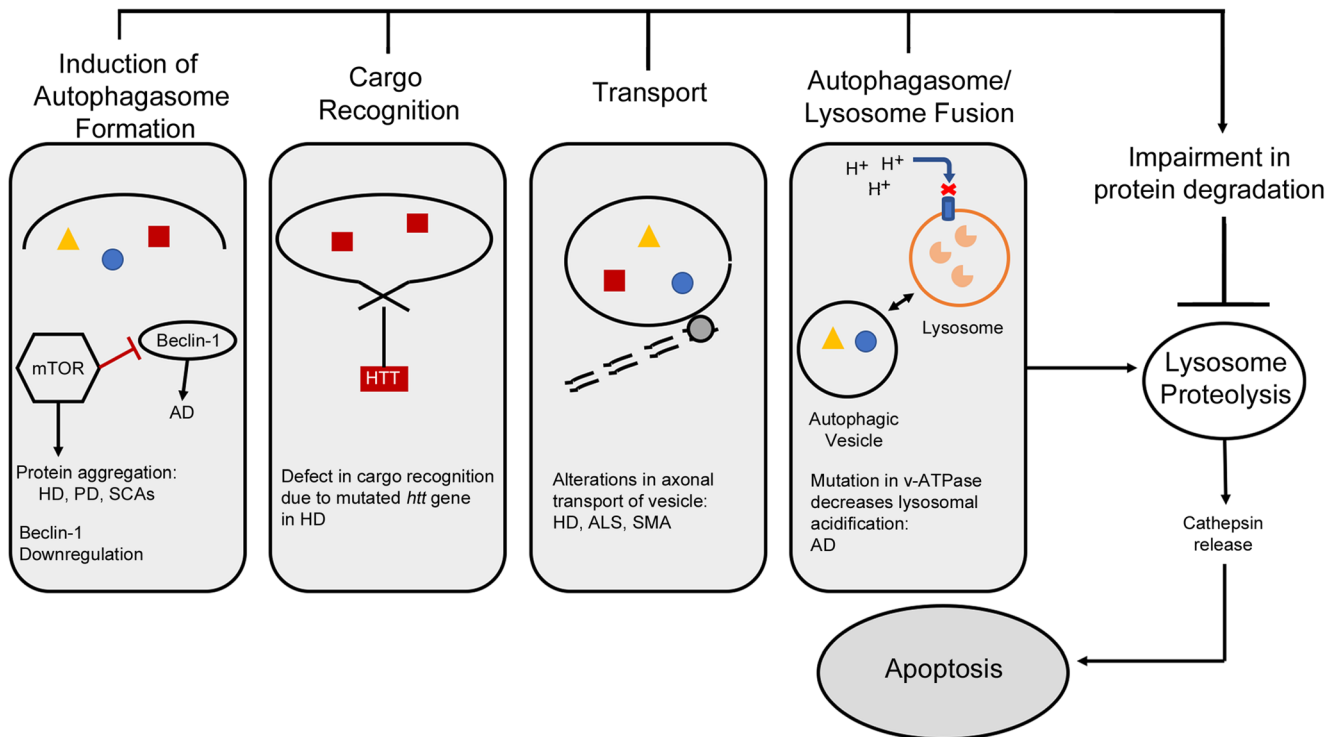 Induction of
Autophagasome
Formation
Cargo
Recognition
Transport
Autophagasome/
Lysosome Fusion
Impairment in
protein degradation
mTOR
Beclin-1
AD
Protein aggregation:
HD, PD, SCAs
Beclin-1
Downregulation
HTT
Defect in cargo recognition
due to mutated htt gene
in HD
Alterations in axonal
transport of vesicle:
HD, ALS, SMA
H+
H+
H+
Lysosome
Autophagic
Vesicle
Mutation in v-ATPase
decreases lysosomal
acidification:
AD
Lysosome
Proteolysis
Cathepsin
release
Apoptosis